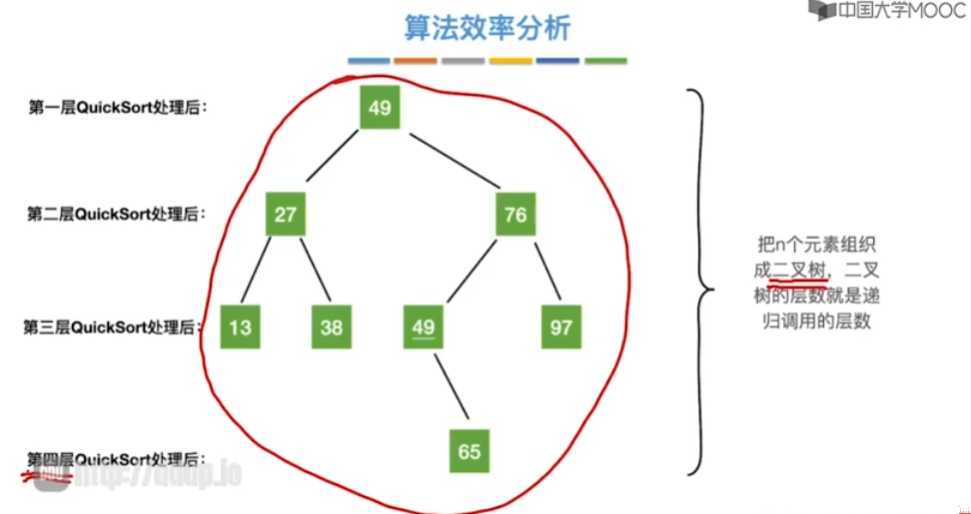 中国大学MOOC
算法效率分析
第一层QuickSort处理后：
49
第二层QuickSort处理后：
27
76
把n个元素组织
成二叉树，二叉
树的层数就是递
归调用的层数
第三层QuickSort处理后：
13
38
49
97
第四层QuickSort处理后：
65